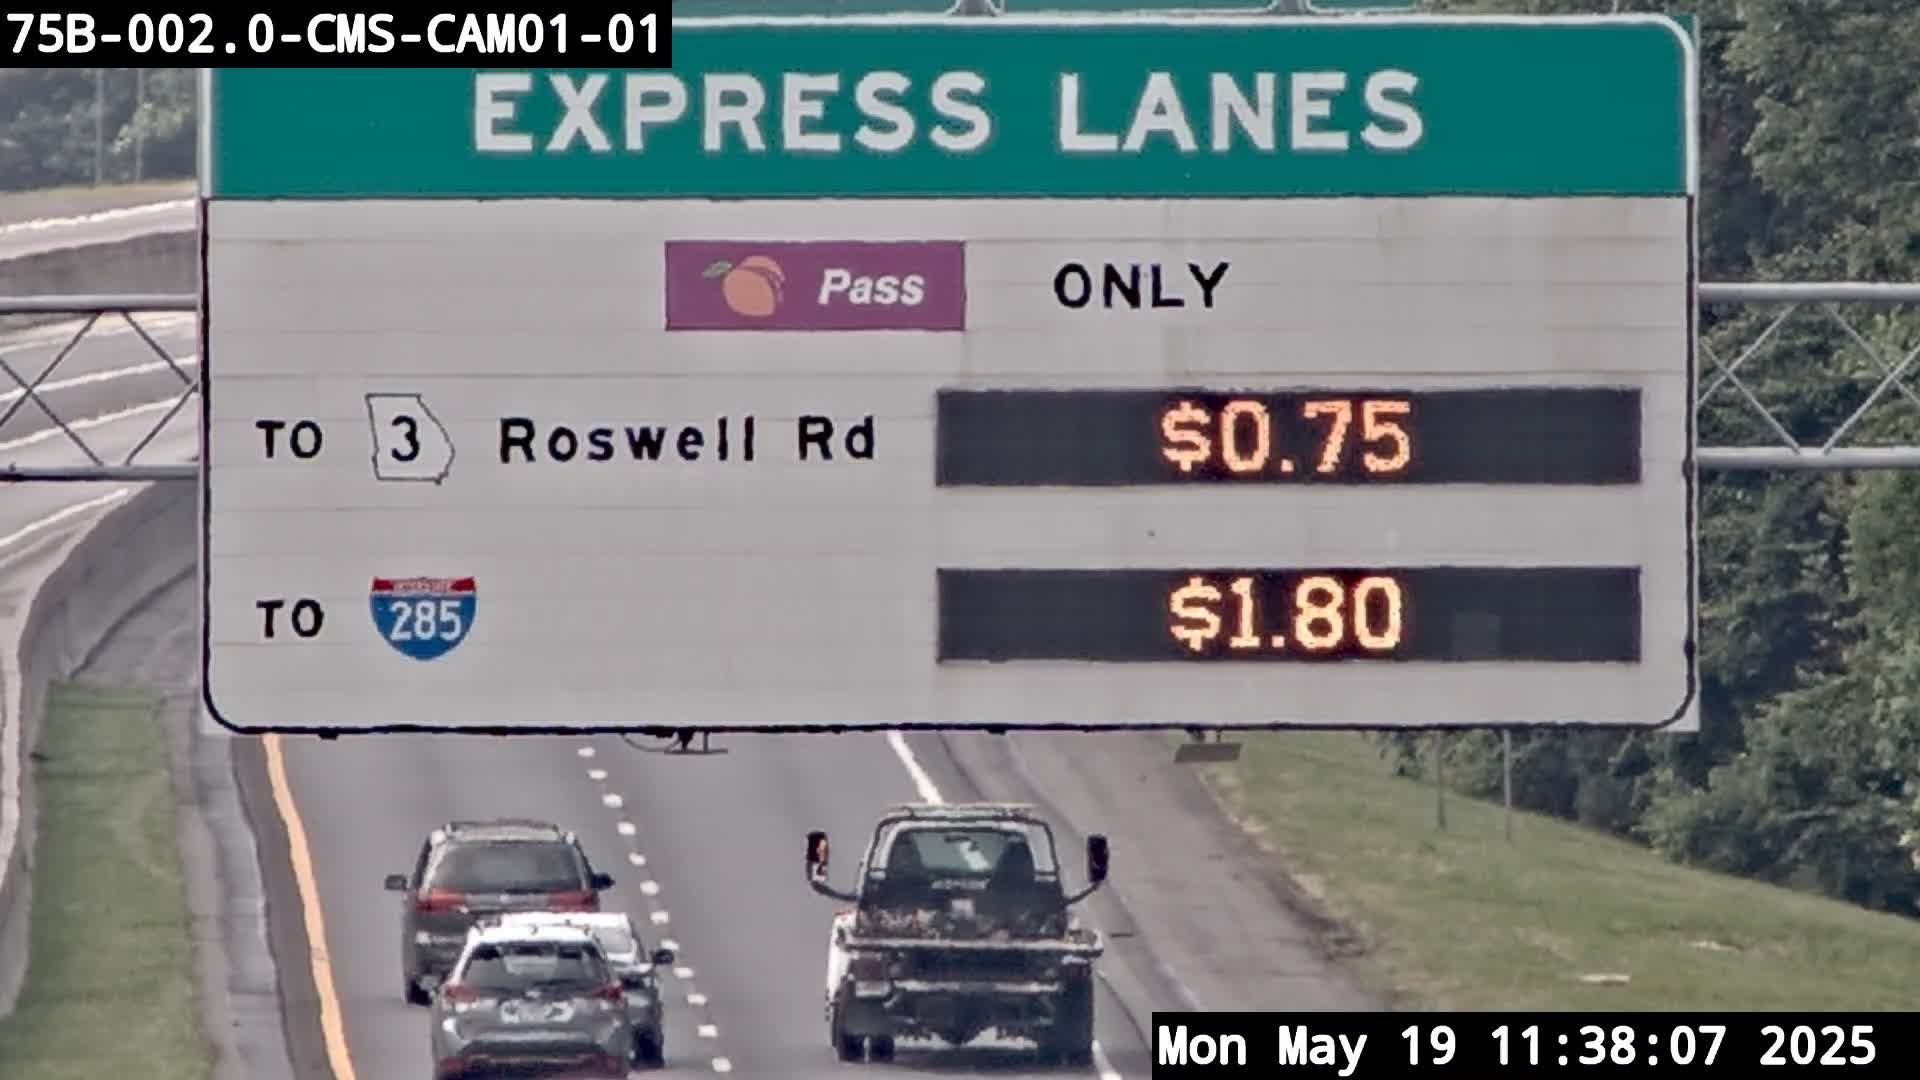 75B-002.0-CMS-CAM01-01
EXPRESS LANES
Pass ONLY
TO 3 Roswell Rd $0.75
TO INTERSTATE 285 $1.80
Mon May 19 11:38:07 2025